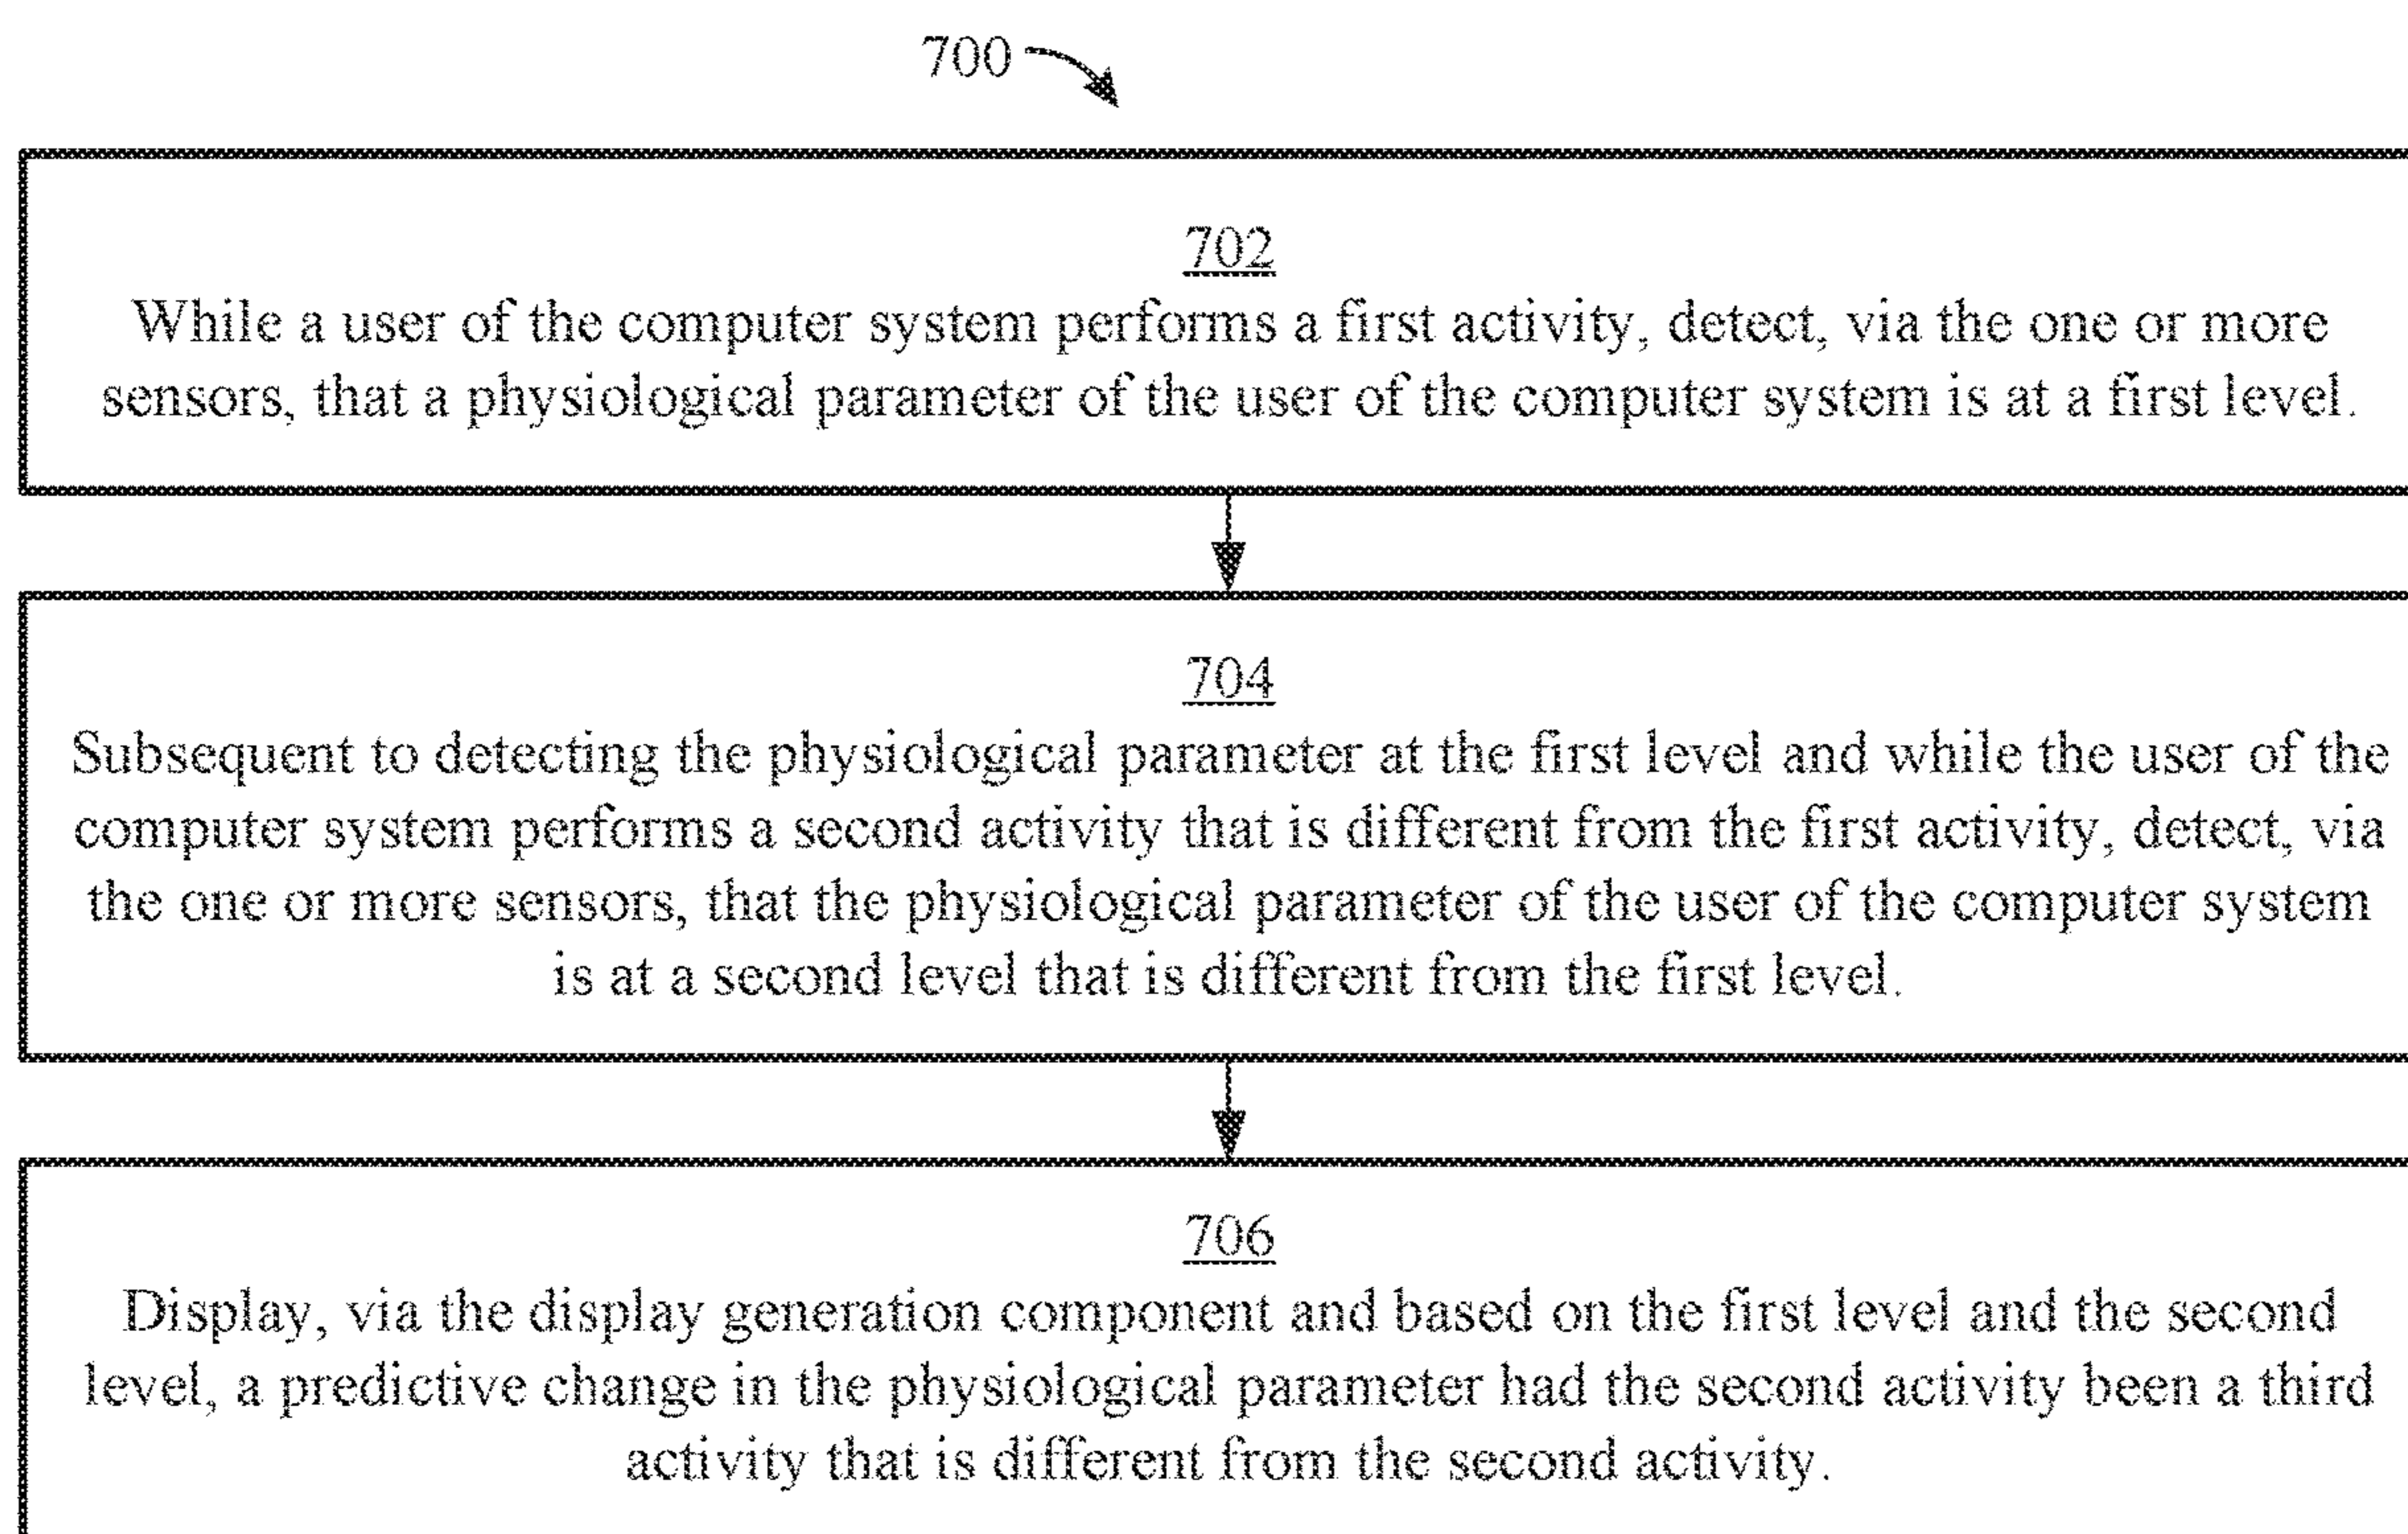 700
702
While a user of the computer system performs a first activity, detect, via the one or more
sensors, that a physiological parameter of the user of the computer system is at a first level.
704
Subsequent to detecting the physiological parameter at the first level and while the user of the
computer system performs a second activity that is different from the first activity, detect, via
the one or more sensors, that the physiological parameter of the user of the computer system
is at a second level that is different from the first level.
706
Display, via the display generation component and based on the first level and the second
level, a predictive change in the physiological parameter had the second activity been a third
activity that is different from the second activity.